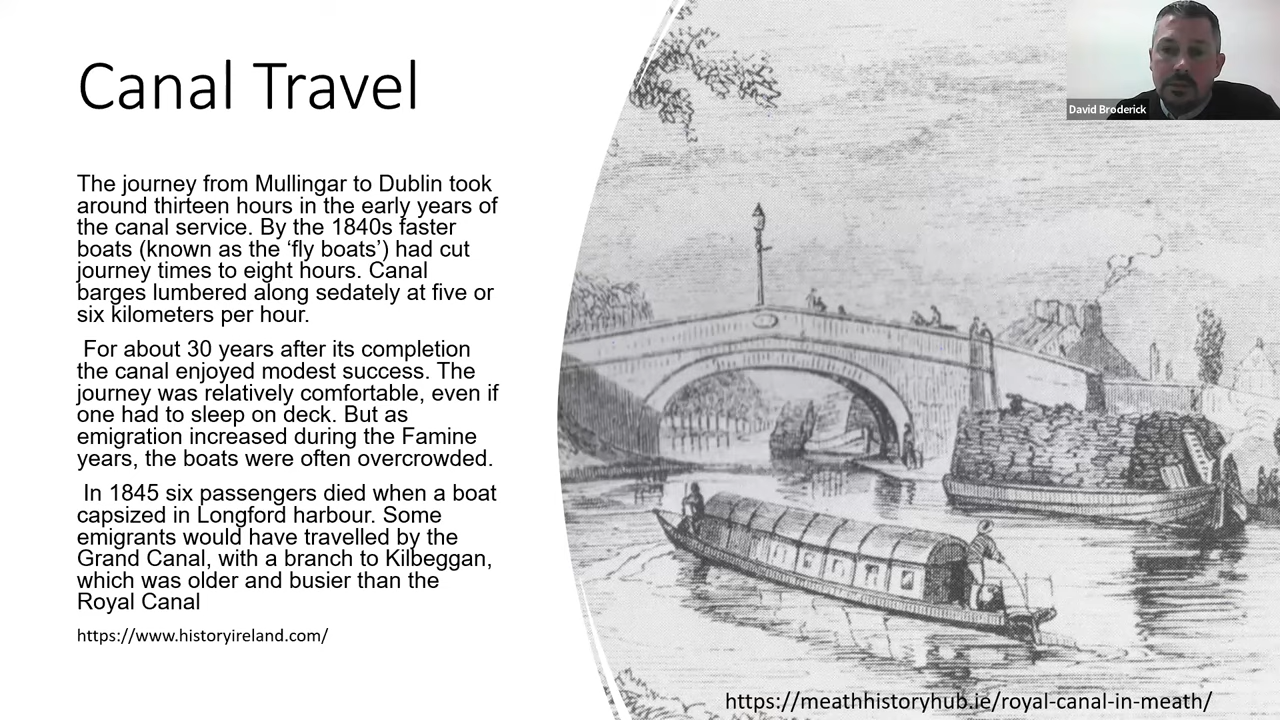 Canal Travel
David Broderick
The journey from Mullingar to Dublin took
around thirteen hours in the early years of
the canal service. By the 1840s faster
boats (known as the ‘fly boats’) had cut
journey times to eight hours. Canal
barges lumbered along sedately at five or
six kilometers per hour.
For about 30 years after its completion
the canal enjoyed modest success. The
journey was relatively comfortable, even if
one had to sleep on deck. But as
emigration increased during the Famine
years, the boats were often overcrowded.
In 1845 six passengers died when a boat
capsized in Longford harbour. Some
emigrants would have travelled by the
Grand Canal, with a branch to Kilbeggan,
which was older and busier than the
Royal Canal
https://www.historyireland.com/
https://meathhistoryhub.ie/royal-canal-in-meath/